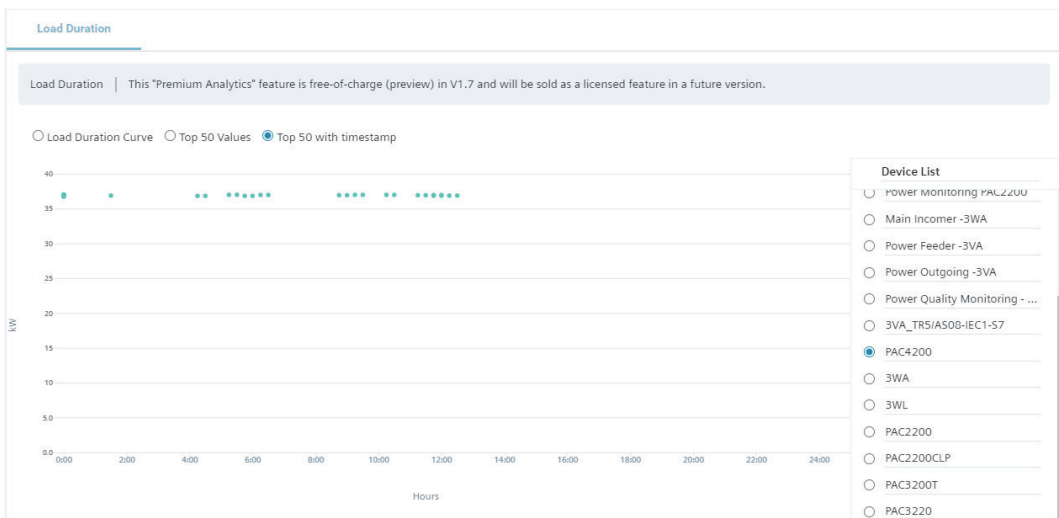 Load Duration
Load Duration | This "Premium Analytics" feature is free-of-charge (preview) in V1.7 and will be sold as a licensed feature in a future version.
Load Duration Curve Top 50 Values Top 50 with timestamp
40
35
30
25
20
15
10
5.0
0.0
kW
0:00 2:00 4:00 6:00 8:00 10:00 12:00 14:00 16:00 18:00 20:00 22:00 24:00
Hours
Device List
Power Monitoring PAC2200
Main Incomer -3WA
Power Feeder -3VA
Power Outgoing -3VA
Power Quality Monitoring - ...
3VA_TR5/AS08-IEC1-S7
PAC4200
3WA
3WL
PAC2200
PAC2200CLP
PAC3200T
PAC3220